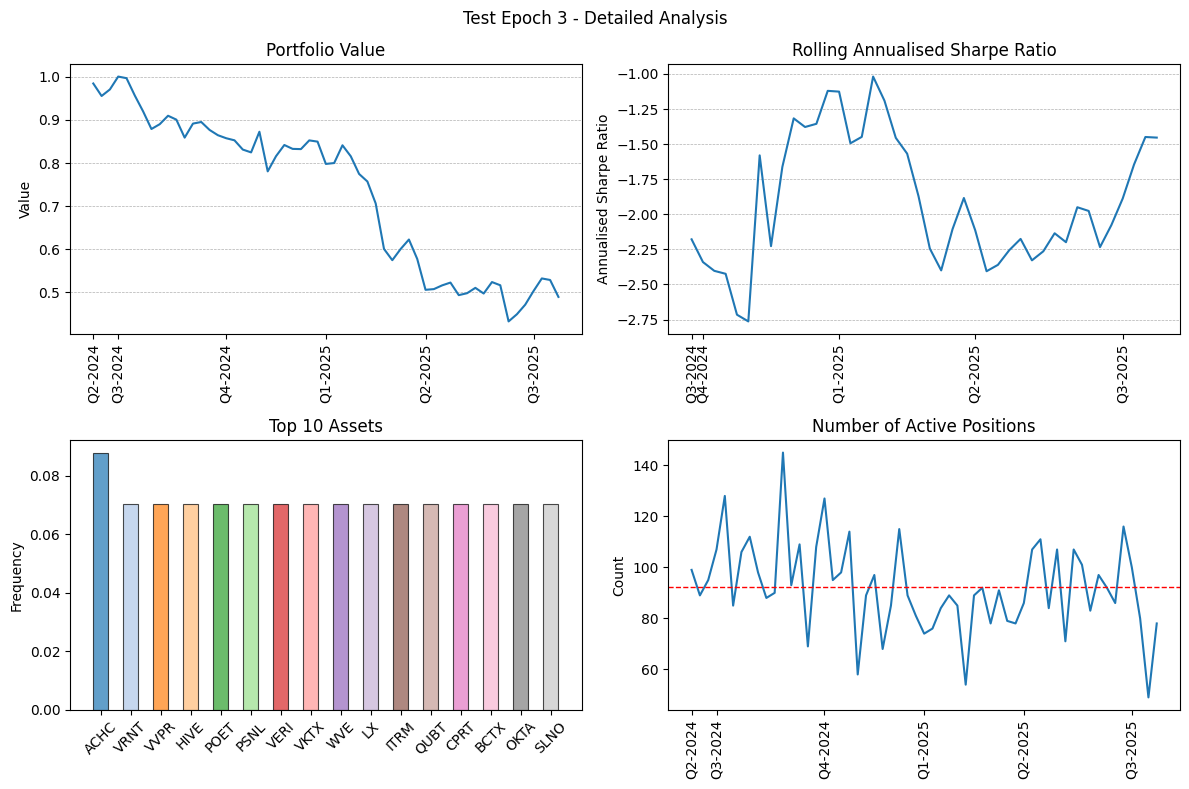 Test Epoch 3 - Detailed Analysis
Portfolio Value
Value
1.0
0.9
0.8
0.7
0.6
0.5
Q2-2024
Q3-2024
Q4-2024
Q1-2025
Q2-2025
Q3-2025
Rolling Annualised Sharpe Ratio
Annualised Sharpe Ratio
−1.00
−1.25
−1.50
−1.75
−2.00
−2.25
−2.50
−2.75
Q3-2024
Q4-2024
Q1-2025
Q2-2025
Q3-2025
Top 10 Assets
Frequency
0.08
0.06
0.04
0.02
0.00
ACHC
VRNT
VVPR
HIVE
POET
PSNL
VERI
VKTX
WVE
LX
ITRM
QUBT
CPRT
BCTX
OKTA
SLNO
Number of Active Positions
Count
140
120
100
80
60
Q2-2024
Q3-2024
Q4-2024
Q1-2025
Q2-2025
Q3-2025